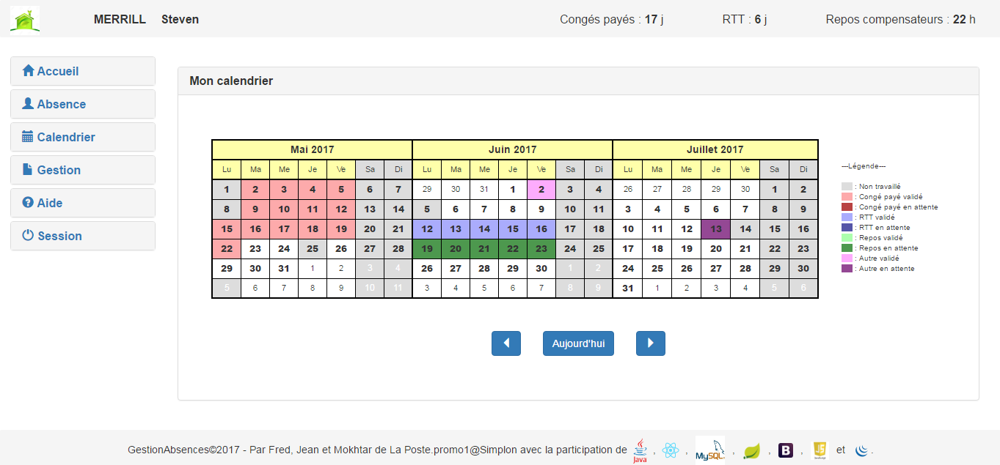 MERRILL Steven Congés payés : 17 j RTT : 6 j Repos compensateurs : 22 h
Accueil
Absence
Calendrier
Gestion
Aide
Session
Mon calendrier
Mai 2017 Juin 2017 Juillet 2017
Lu Ma Me Je Ve Sa Di Lu Ma Me Je Ve Sa Di Lu Ma Me Je Ve Sa Di
1 2 3 4 5 6 7 29 30 31 1 2 3 4 26 27 28 29 30 1 2
8 9 10 11 12 13 14 5 6 7 8 9 10 11 3 4 5 6 7 8 9
15 16 17 18 19 20 21 12 13 14 15 16 17 18 10 11 12 13 14 15 16
22 23 24 25 26 27 28 19 20 21 22 23 24 25 17 18 19 20 21 22 23
29 30 31 1 2 3 4 26 27 28 29 30 1 2 24 25 26 27 28 29 30
5 6 7 8 9 10 11 3 4 5 6 7 8 9 31 1 2 3 4 5 6
---Légende---
: Non travaillé
: Congé payé validé
: Congé payé en attente
: RTT validé
: RTT en attente
: Repos validé
: Repos en attente
: Autre validé
: Autre en attente
Aujourd'hui
GestionAbsences©2017 - Par Fred, Jean et Mokhtar de La Poste.promo1@Simplon avec la participation de Java , , MySQL , , B , JS et .